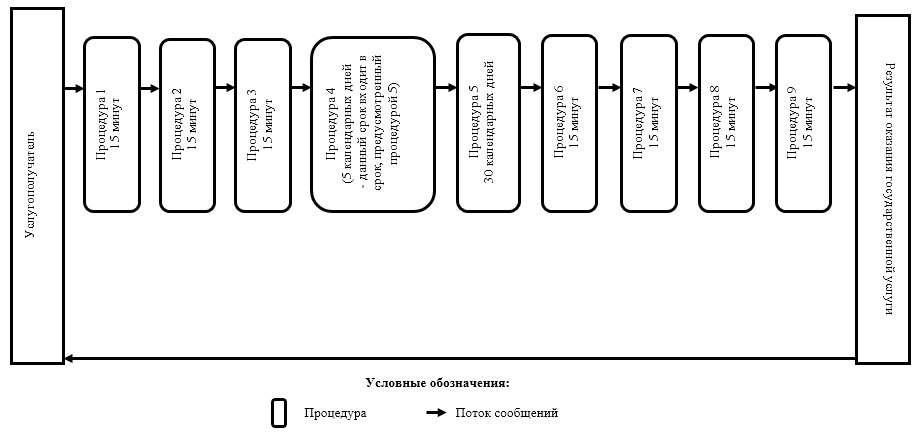 Услугополучатель
Процедура 1
15 минут
Процедура 2
15 минут
Процедура 3
15 минут
Процедура 4
(5 календарных дней
- данный срок входит в
срок, предусмотренный
процедурой 5)
Процедура 5
30 календарных дней
Процедура 6
15 минут
Процедура 7
15 минут
Процедура 8
15 минут
Процедура 9
15 минут
Результат оказания государственной услуги
Условные обозначения:
Процедура
Поток сообщений